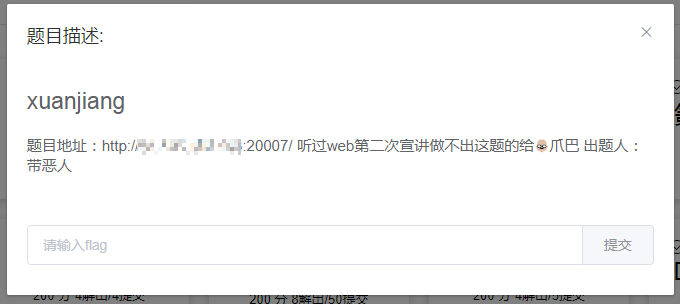 题目描述:
xuanjiang
题目地址：http://:20007/ 听过web第二次宣讲做不出这题的给👴爪巴 出题人：
带恶人
请输入flag
提交
200 分 4解出/4提交
200 分 8解出/50提交
200 分 4解出/5提交